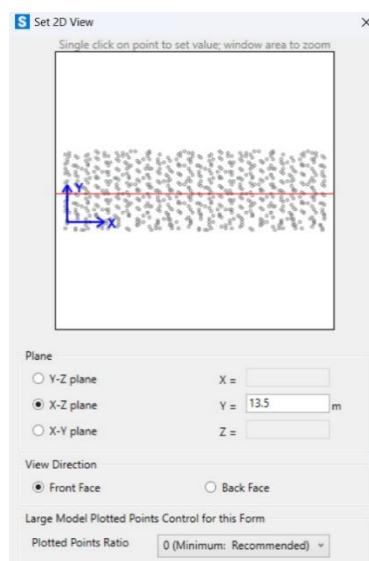 S Set 2D View ×
Single click on point to set value; window area to zoom
Y
X
Plane
Y-Z plane X =
X-Z plane Y = 13.5 m
X-Y plane Z =
View Direction
Front Face Back Face
Large Model Plotted Points Control for this Form
Plotted Points Ratio 0 (Minimum: Recommended)